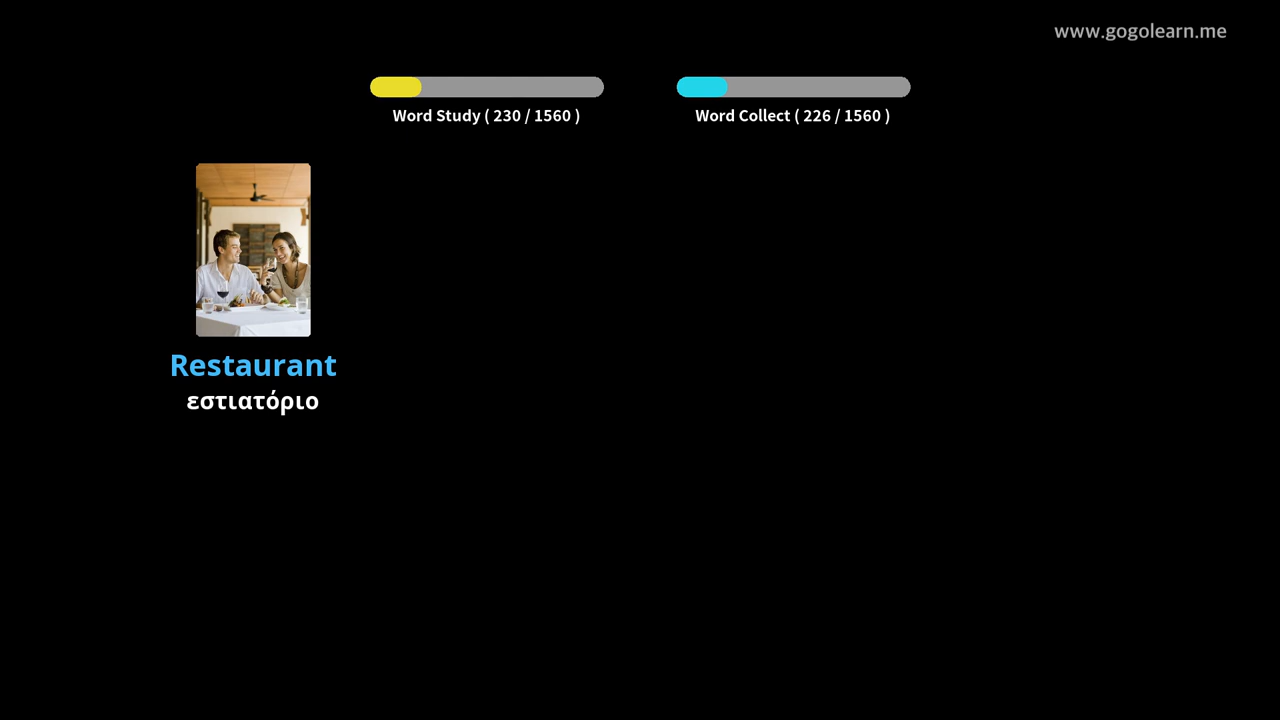 www.gogolearn.me
Word Study ( 230 / 1560 )
Word Collect ( 226 / 1560 )
Restaurant
εστιατόριο